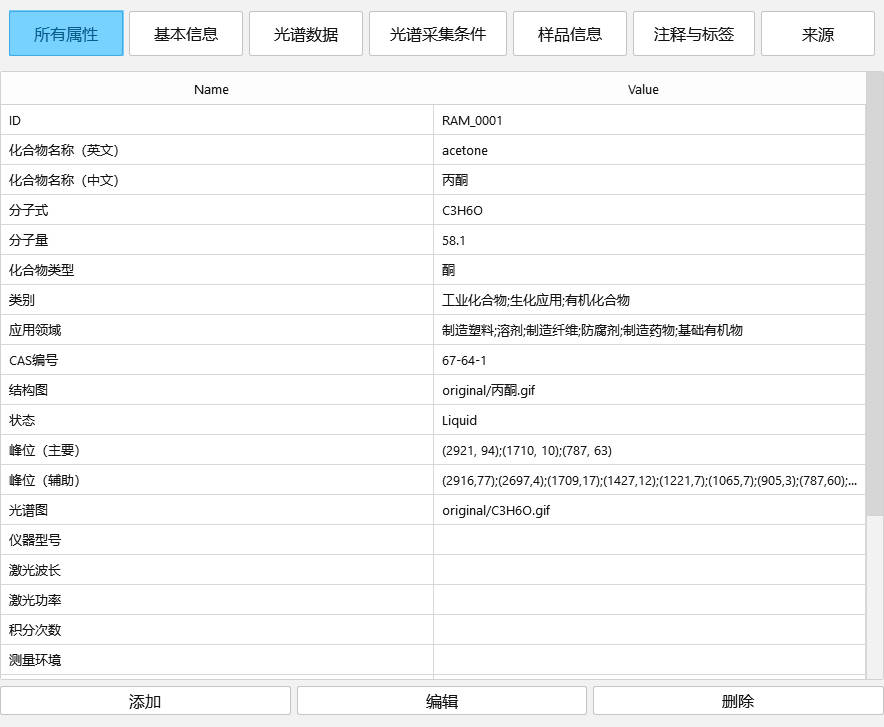 所有属性 基本信息 光谱数据 光谱采集条件 样品信息 注释与标签 来源
Name Value
ID RAM_0001
化合物名称（英文） acetone
化合物名称（中文） 丙酮
分子式 C3H6O
分子量 58.1
化合物类型 酮
类别 工业化合物;生化应用;有机化合物
应用领域 制造塑料;溶剂;制造纤维;防腐剂;制造药物;基础有机物
CAS编号 67-64-1
结构图 original/丙酮.gif
状态 Liquid
峰位（主要） (2921, 94);(1710, 10);(787, 63)
峰位（辅助） (2916,77);(2697,4);(1709,17);(1427,12);(1221,7);(1065,7);(905,3);(787,60);...
光谱图 original/C3H6O.gif
仪器型号
激光波长
激光功率
积分次数
测量环境
添加 编辑 删除